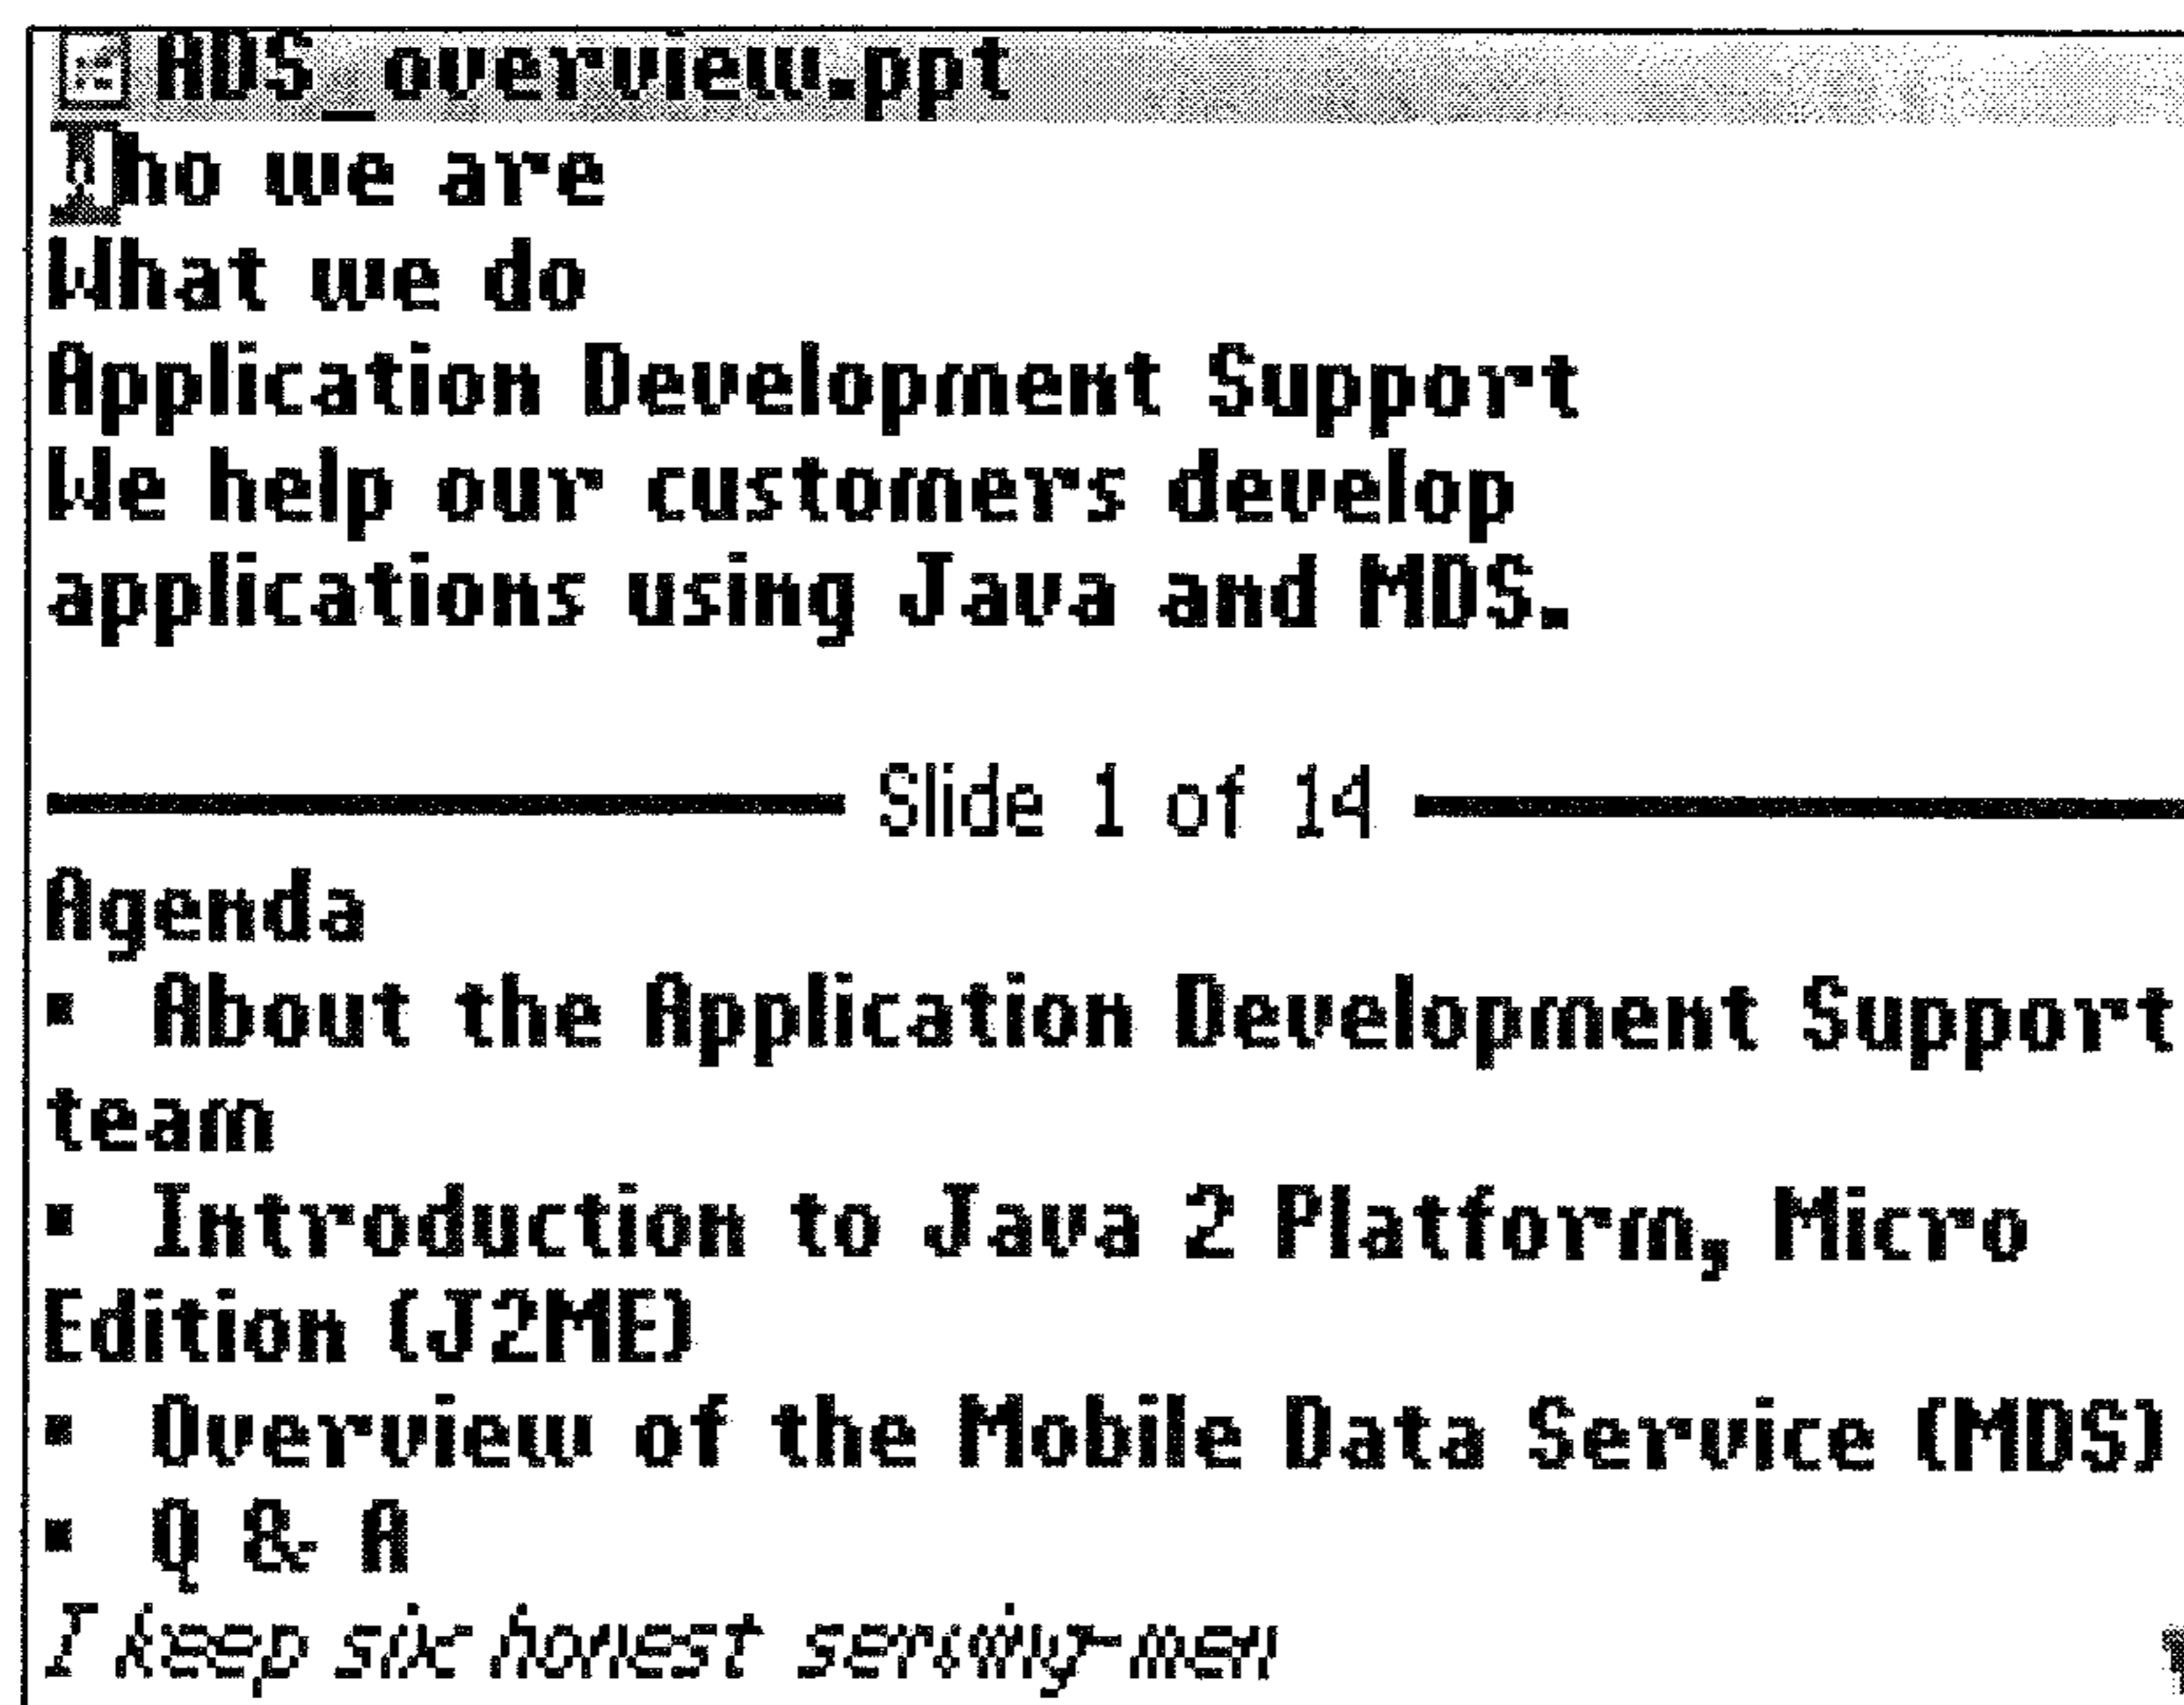 ADS_overview.ppt
Who we are
What we do
Application Development Support
We help our customers develop
applications using Java and MDS.
Slide 1 of 14
Agenda
▪ About the Application Development Support
team
▪ Introduction to Java 2 Platform, Micro
Edition (J2ME)
▪ Overview of the Mobile Data Service (MDS)
▪ Q & A
I keep six honest serving-men